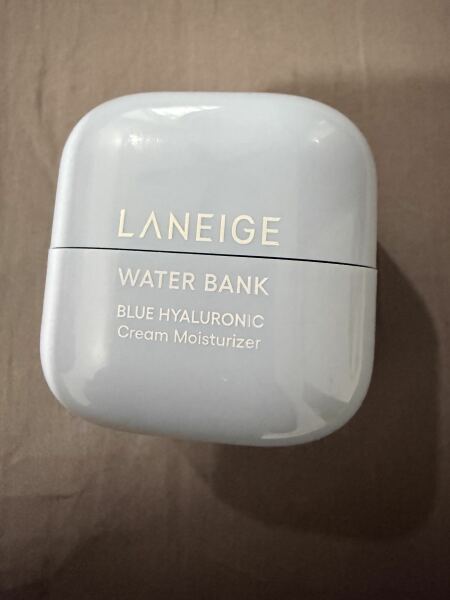 LANEIGE
WATER BANK
BLUE HYALURONIC
Cream Moisturizer